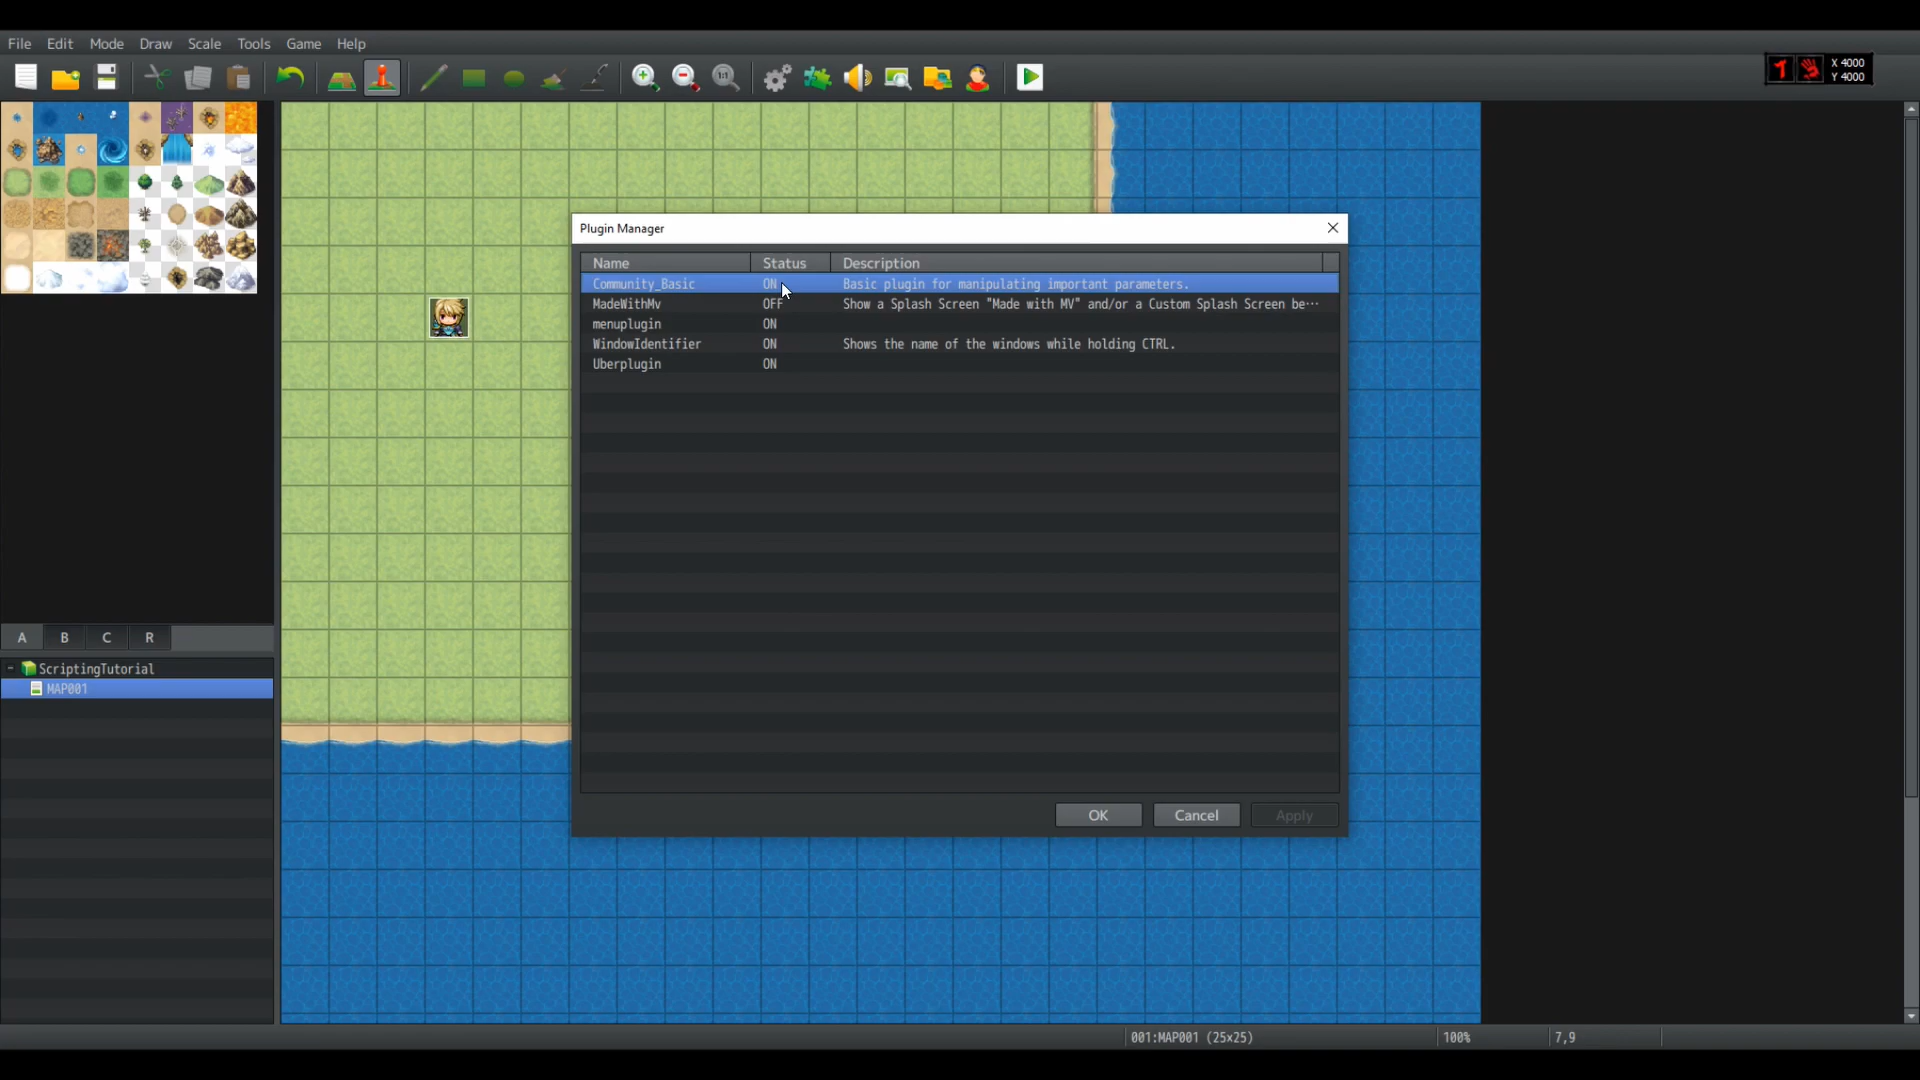 File Edit Mode Draw Scale Tools Game Help
1:1
X 4000
Y 4000
Plugin Manager
Name Status Description
Community_Basic ON Basic plugin for manipulating important parameters.
MadeWithMv OFF Show a Splash Screen "Made with MV" and/or a Custom Splash Screen be…
menuplugin ON
WindowIdentifier ON Shows the name of the windows while holding CTRL.
Uberplugin ON
A B C R
ScriptingTutorial
MAP001
OK Cancel Apply
001:MAP001 (25x25) 100% 7,9